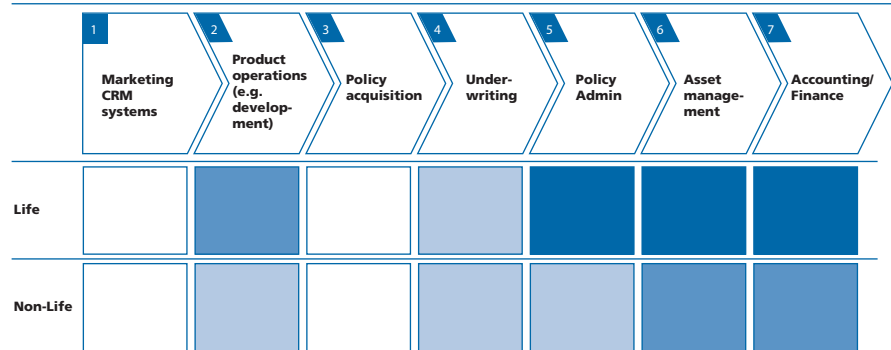 1
Marketing
CRM
systems
2
Product
operations
(e.g.
develop-
ment)
3
Policy
acquisition
4
Under-
writing
5
Policy
Admin
6
Asset
manage-
ment
7
Accounting/
Finance
Life
Non-Life